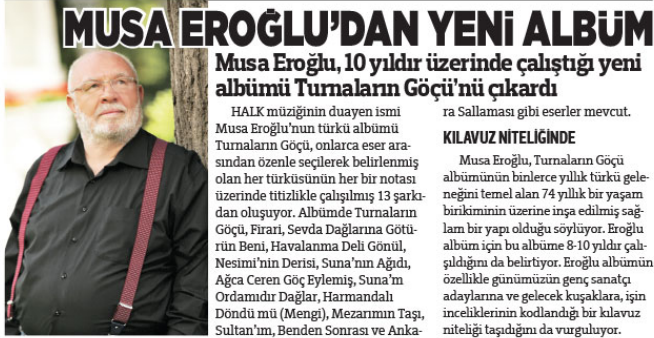 MUSA EROĞLU'DAN YENİ ALBÜM
Musa Eroğlu, 10 yıldır üzerinde çalıştığı yeni
albümü Turnaların Göçü'nü çıkardı
HALK müziğinin duayen ismi
Musa Eroğlu'nun türkü albümü
Turnaların Göçü, onlarca eser ara-
sından özenle seçilerek belirlenmiş
olan her türküsünün her bir notası
üzerinde titizlikle çalışılmış 13 şarkı-
dan oluşuyor. Albümde Turnaların
Göçü, Firari, Sevda Dağlarına Götü-
rün Beni, Havalanma Deli Gönül,
Nesimi'nin Derisi, Suna'nın Ağıdı,
Ağca Ceren Göç Eylemiş, Suna'm
Ordamıdır Dağlar, Harmandalı
Döndü mü (Mengi), Mezarımın Taşı,
Sultan'ım, Benden Sonrası ve Anka-
ra Sallaması gibi eserler mevcut.
KILAVUZ NİTELİĞİNDE
Musa Eroğlu, Turnaların Göçü
albümünün binlerce yıllık türkü gele-
neğini temel alan 74 yıllık bir yaşam
birikiminin üzerine inşa edilmiş sağ-
lam bir yapı olduğu söylüyor. Eroğlu
albüm için bu albüme 8-10 yıldır çalı-
şıldığını da belirtiyor. Eroğlu albümün
özellikle günümüzün genç sanatçı
adaylarına ve gelecek kuşaklara, işin
inceliklerinin kodlandığı bir kılavuz
niteliği taşıdığını da vurguluyor.